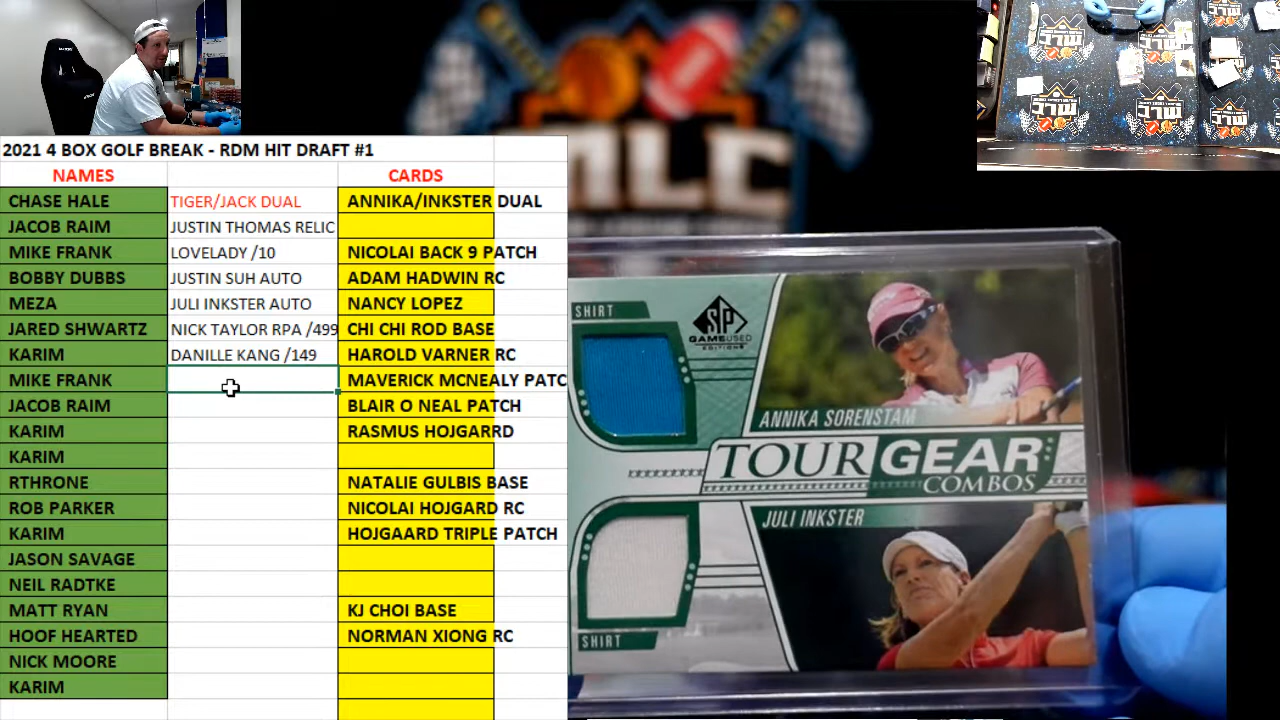 2021 4 BOX GOLF BREAK - RDM HIT DRAFT #1
NAMES CARDS
CHASE HALE TIGER/JACK DUAL ANNIKA/INKSTER DUAL
JACOB RAIM JUSTIN THOMAS RELIC
MIKE FRANK LOVELADY /10 NICOLAI BACK 9 PATCH
BOBBY DUBBS JUSTIN SUH AUTO ADAM HADWIN RC
MEZA JULI INKSTER AUTO NANCY LOPEZ
JARED SHWARTZ NICK TAYLOR RPA /499 CHI CHI ROD BASE
KARIM DANILLE KANG /149 HAROLD VARNER RC
MIKE FRANK MAVERICK MCNEALY PATC
JACOB RAIM BLAIR O NEAL PATCH
KARIM RASMUS HOJGARRD
KARIM
RTHRONE NATALIE GULBIS BASE
ROB PARKER NICOLAI HOJGARD RC
KARIM HOJGAARD TRIPLE PATCH
JASON SAVAGE
NEIL RADTKE
MATT RYAN KJ CHOI BASE
HOOF HEARTED NORMAN XIONG RC
NICK MOORE
KARIM
SHIRT
SP
GAME USED
EDITION
ANNIKA SORENSTAM
TOUR GEAR
COMBOS
JULI INKSTER
SHIRT
MLC